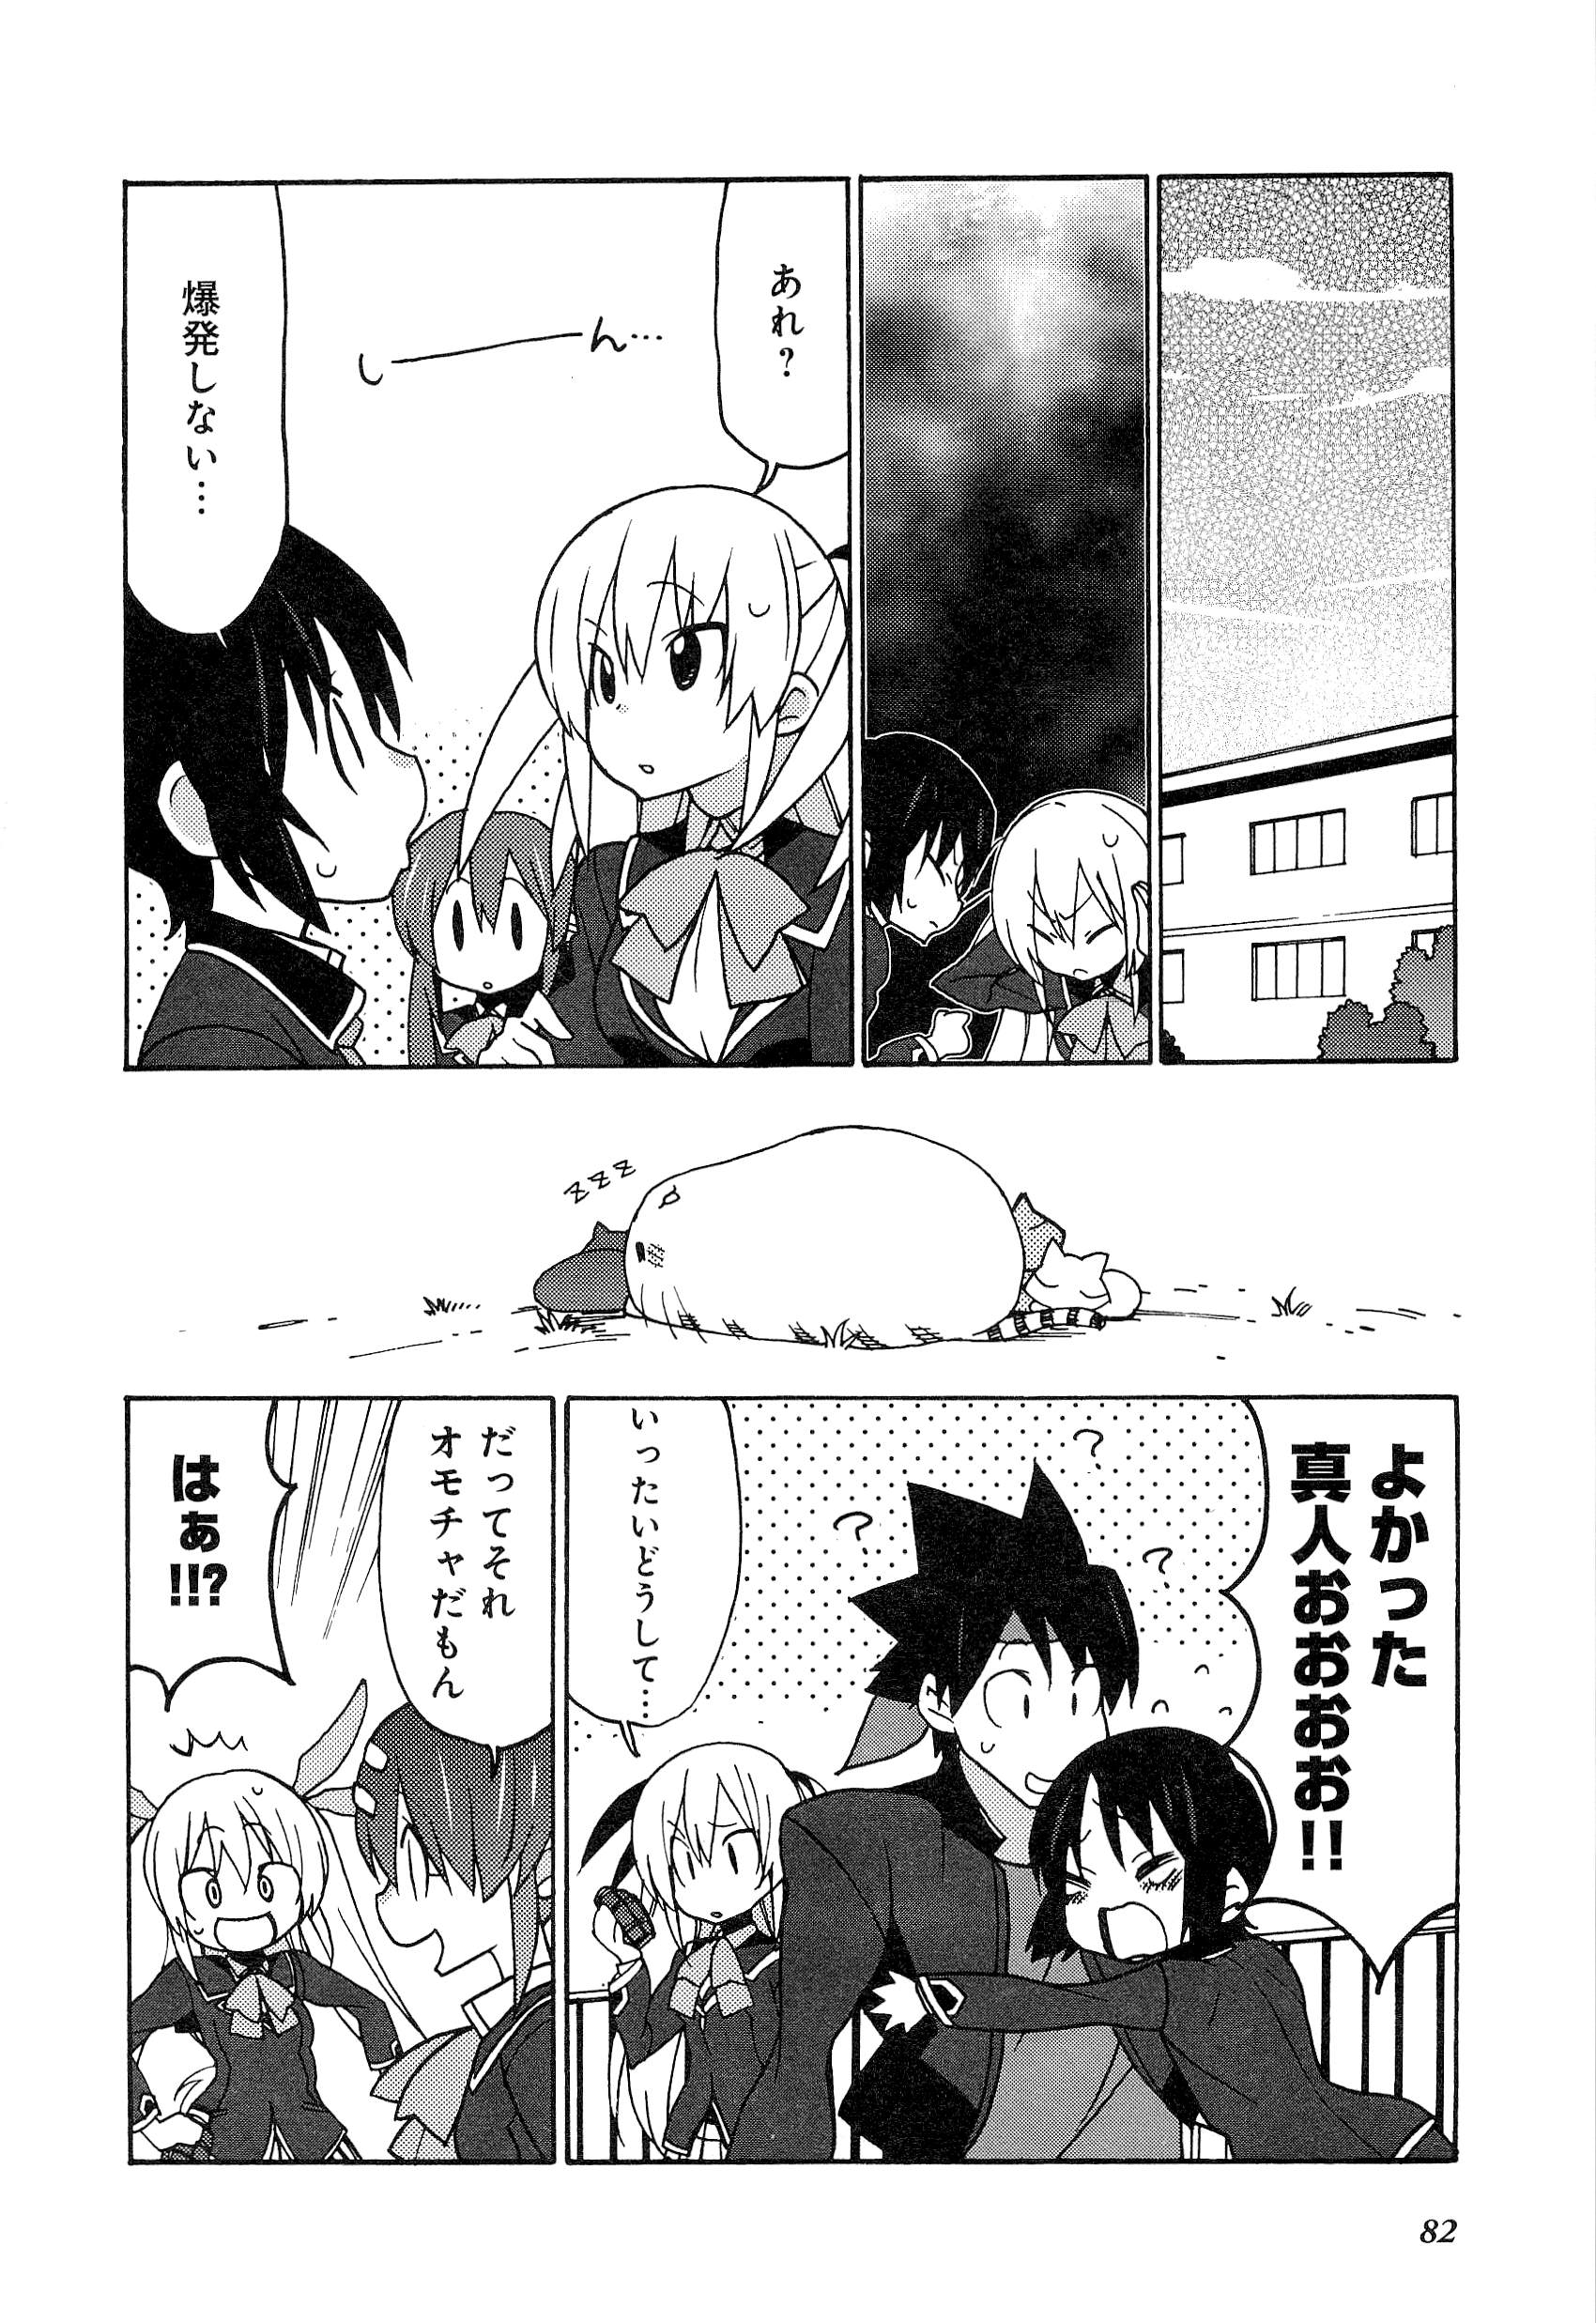 あれ?
しーーーん…
爆発しない…
zzz
よかった
真人おおおお!!
?
?
?
いったいどうして…
だってそれ
オモチャだもん
はぁ!!?
82